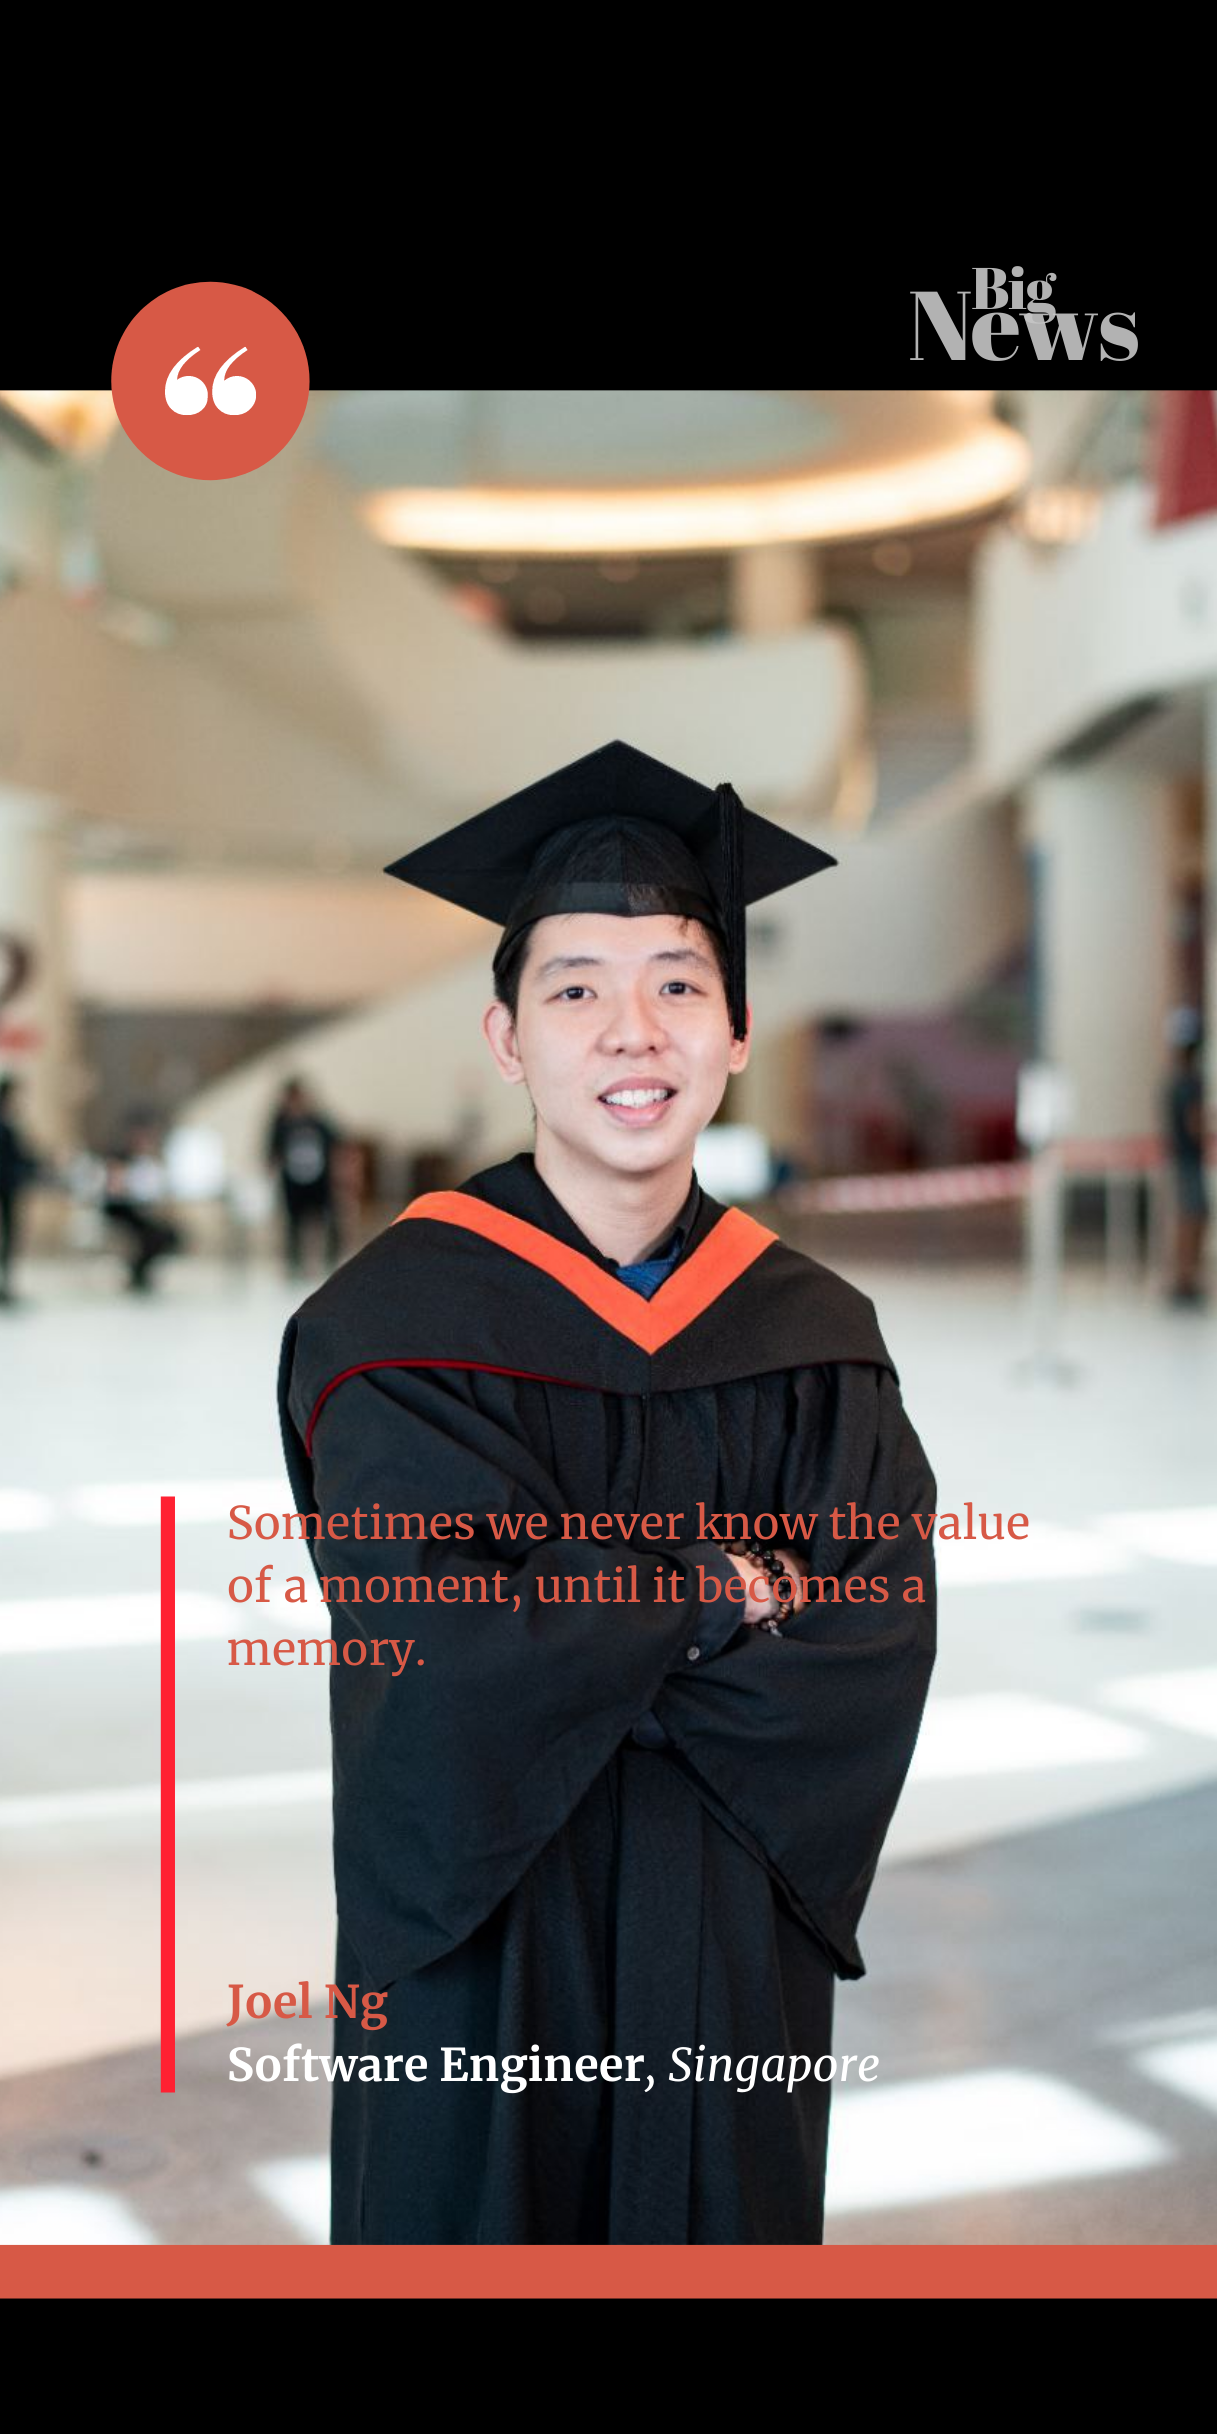 Big
News
“
Sometimes we never know the value
of a moment, until it becomes a
memory.
Joel Ng
Software Engineer, Singapore